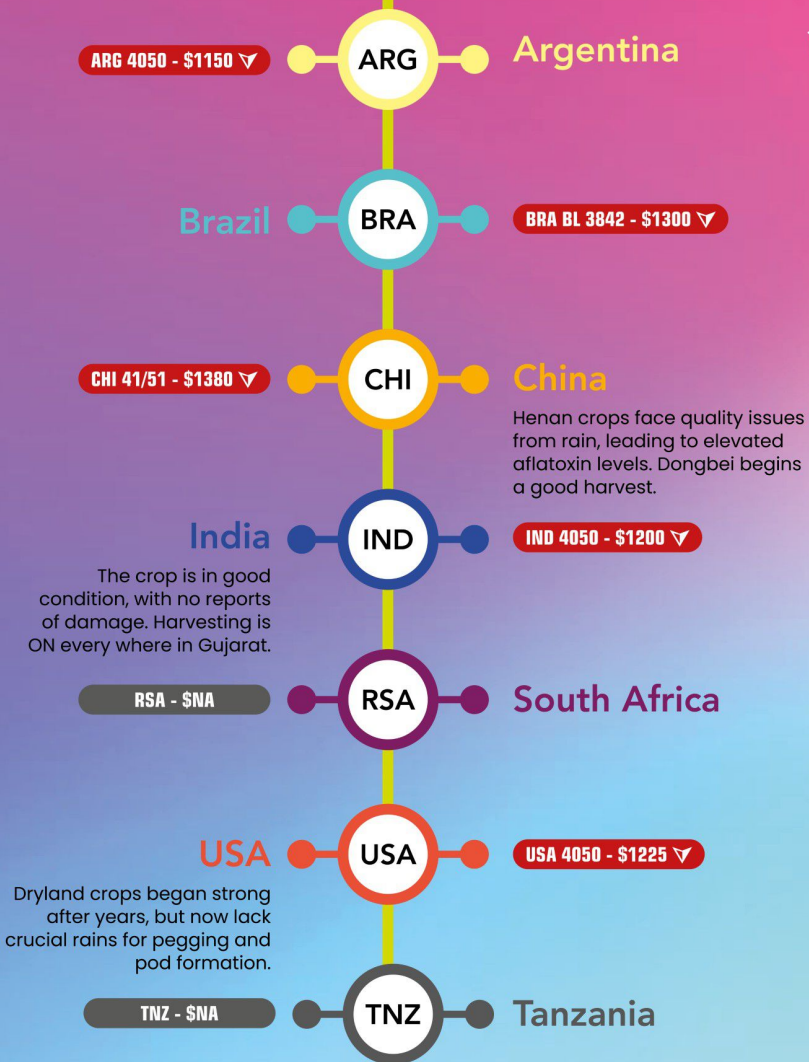 ARG 4050 - $1150
ARG
Argentina
Brazil
BRA
BRA BL 3842 - $1300
CHI 41/51 - $1380
CHI
China
Henan crops face quality issues
from rain, leading to elevated
aflatoxin levels. Dongbei begins
a good harvest.
India
IND
IND 4050 - $1200
The crop is in good
condition, with no reports
of damage. Harvesting is
ON every where in Gujarat.
RSA - $NA
RSA
South Africa
USA
USA
USA 4050 - $1225
Dryland crops began strong
after years, but now lack
crucial rains for pegging and
pod formation.
TNZ - $NA
TNZ
Tanzania